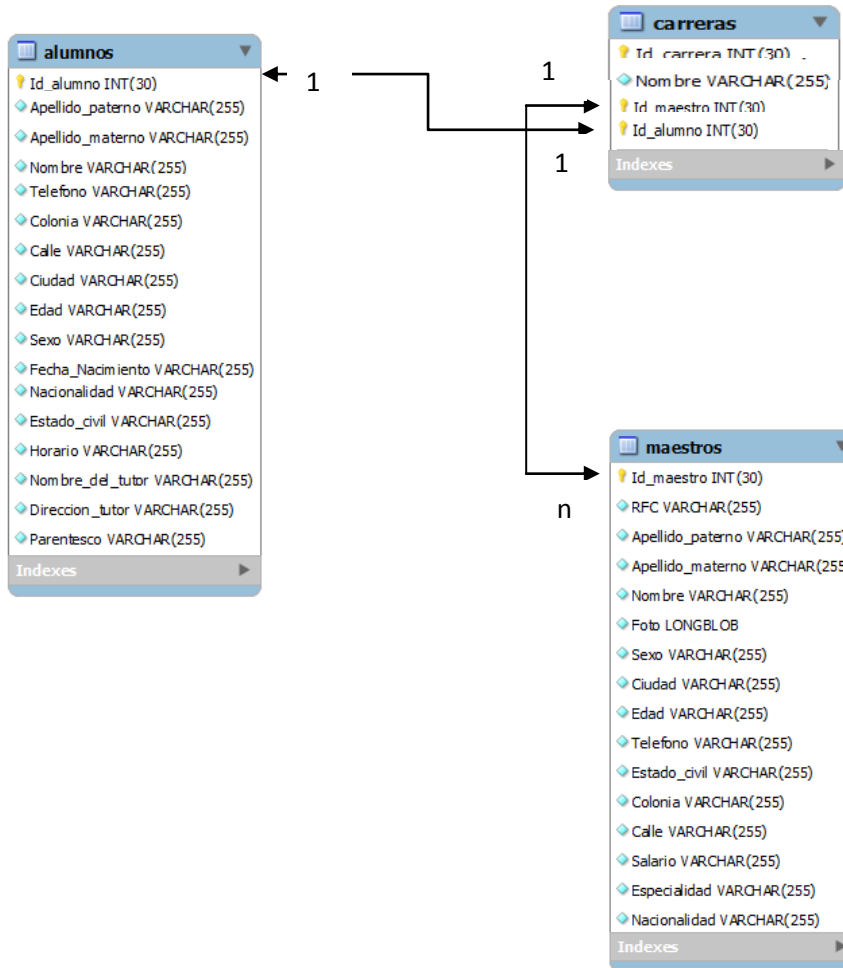 alumnos
Id_alumno INT(30)
Apellido_paterno VARCHAR(255)
Apellido_materno VARCHAR(255)
Nombre VARCHAR(255)
Telefono VARCHAR(255)
Colonia VARCHAR(255)
Calle VARCHAR(255)
Ciudad VARCHAR(255)
Edad VARCHAR(255)
Sexo VARCHAR(255)
Fecha_Nacimiento VARCHAR(255)
Nacionalidad VARCHAR(255)
Estado_civil VARCHAR(255)
Horario VARCHAR(255)
Nombre_del_tutor VARCHAR(255)
Direccion_tutor VARCHAR(255)
Parentesco VARCHAR(255)
Indexes
1
1
1
n
carreras
Id_carrera INT(30)
Nombre VARCHAR(255)
Id_maestro INT(30)
Id_alumno INT(30)
Indexes
maestros
Id_maestro INT(30)
RFC VARCHAR(255)
Apellido_paterno VARCHAR(255)
Apellido_materno VARCHAR(255
Nombre VARCHAR(255)
Foto LONGBLOB
Sexo VARCHAR(255)
Ciudad VARCHAR(255)
Edad VARCHAR(255)
Telefono VARCHAR(255)
Estado_civil VARCHAR(255)
Colonia VARCHAR(255)
Calle VARCHAR(255)
Salario VARCHAR(255)
Especialidad VARCHAR(255)
Nacionalidad VARCHAR(255)
Indexes